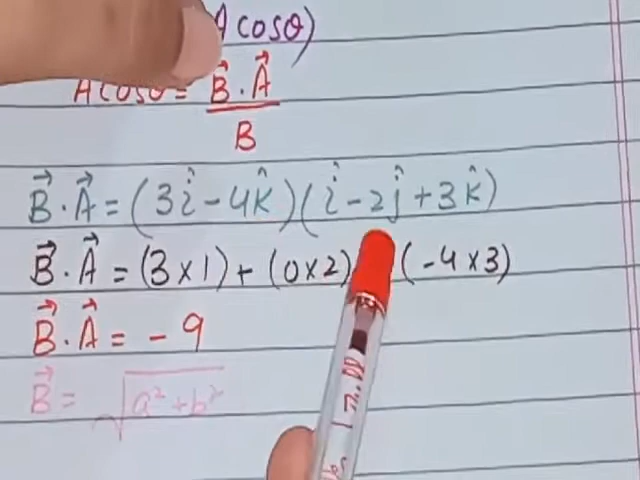 A cosθ)
A cosθ = B⃗ . A⃗ / B
B⃗ . A⃗ = (3î - 4k̂)(î - 2ĵ + 3k̂)
B⃗ . A⃗ = (3 × 1) + (0 × 2) (-4 × 3)
B⃗ . A⃗ = - 9
B⃗ = √a² + b²